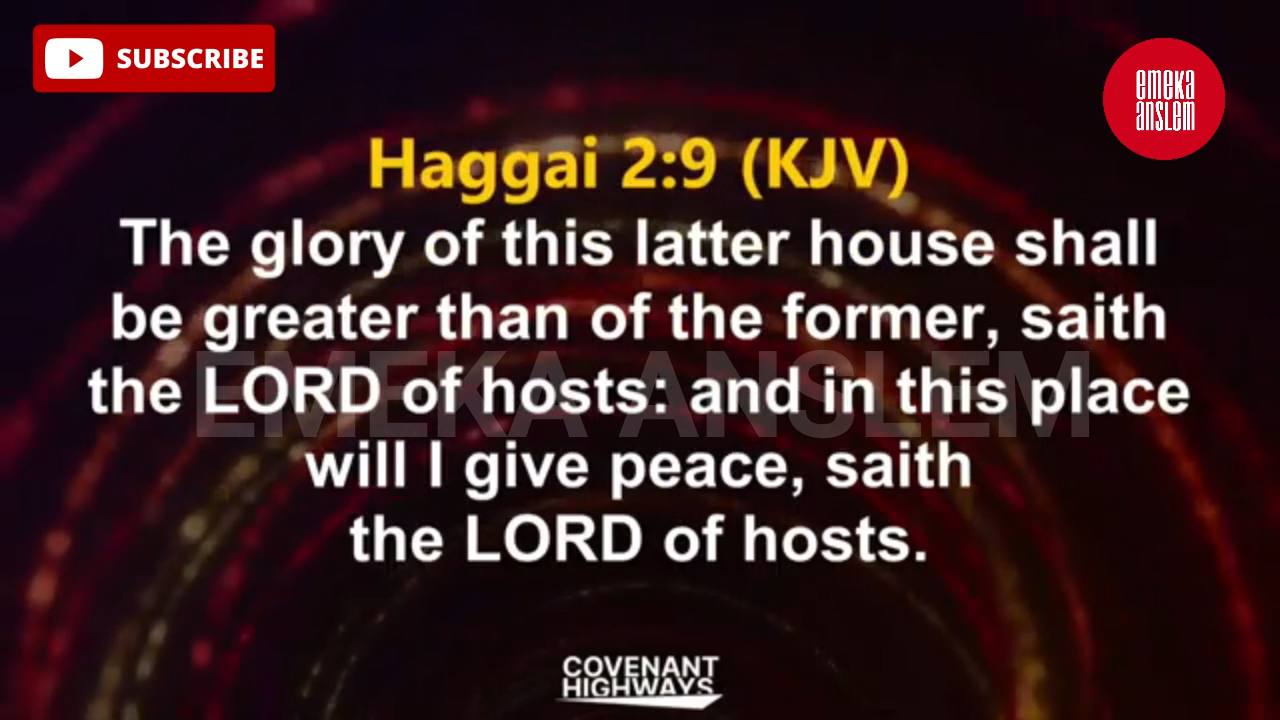 SUBSCRIBE
emeka
anslem
Haggai 2:9 (KJV)
The glory of this latter house shall
be greater than of the former, saith
the LORD of hosts: and in this place
will I give peace, saith
the LORD of hosts.
EMEKA ANSLEM
COVENANT
HIGHWAYS